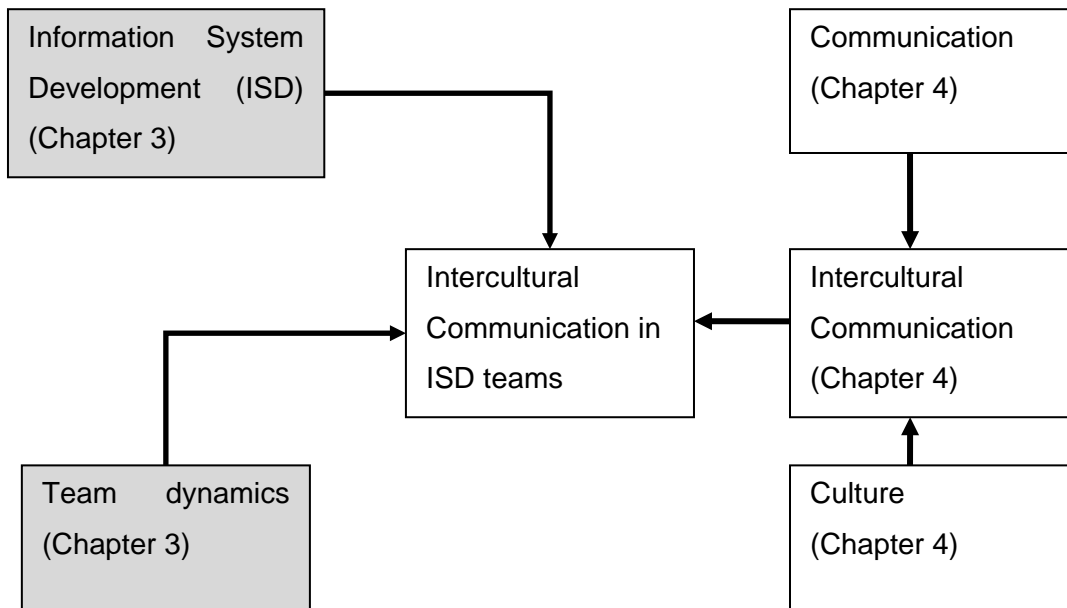 Information System
Development (ISD)
(Chapter 3)
Communication
(Chapter 4)
Intercultural
Communication in
ISD teams
Intercultural
Communication
(Chapter 4)
Team dynamics
(Chapter 3)
Culture
(Chapter 4)